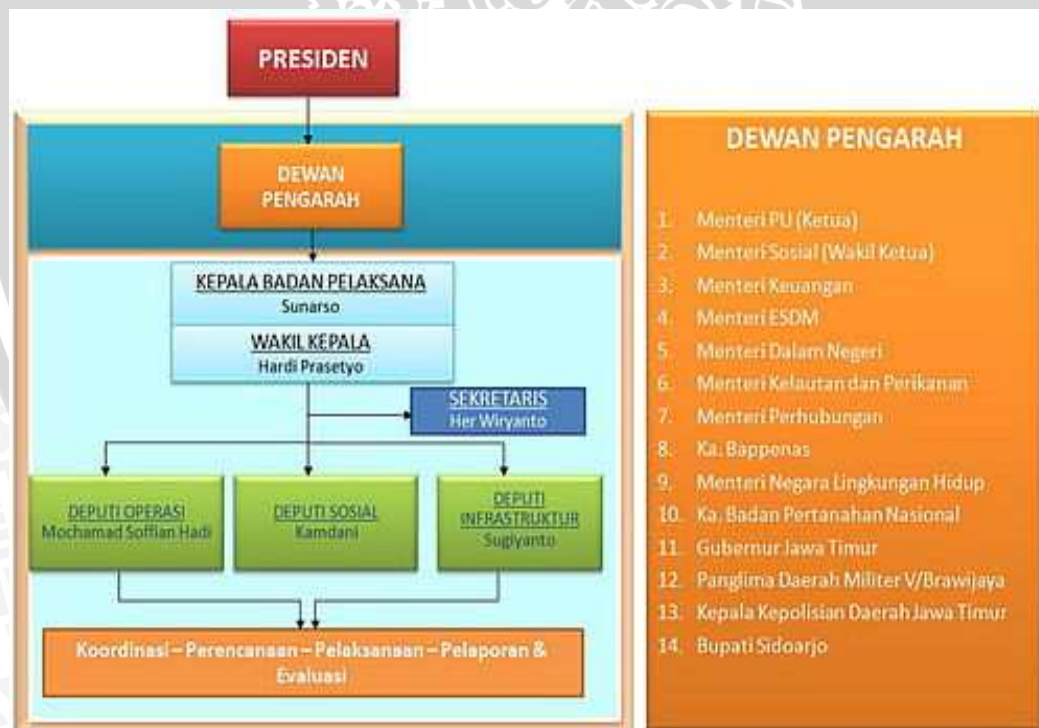 PRESIDEN
DEWAN
PENGARAH
KEPALA BADAN PELAKSANA
Sunarso
WAKIL KEPALA
Hardi Prasetyo
SEKRETARIS
Her Wiryanto
DEPUTI OPERASI
Mochamad Soffian Hadi
DEPUTI SOSIAL
Kamdani
DEPUTI
INFRASTRUKTUR
Sugiyanto
Koordinasi – Perencanaan – Pelaksanaan – Pelaporan &
Evaluasi
DEWAN PENGARAH
1. Menteri PU (Ketua)
2. Menteri Sosial (Wakil Ketua)
3. Menteri Keuangan
4. Menteri ESDM
5. Menteri Dalam Negeri
6. Menteri Kelautan dan Perikanan
7. Menteri Perhubungan
8. Ka. Bappenas
9. Menteri Negara Lingkungan Hidup
10. Ka. Badan Pertanahan Nasional
11. Gubernur Jawa Timur
12. Panglima Daerah Militer V/Brawijaya
13. Kepala Kepolisian Daerah Jawa Timur
14. Bupati Sidoarjo